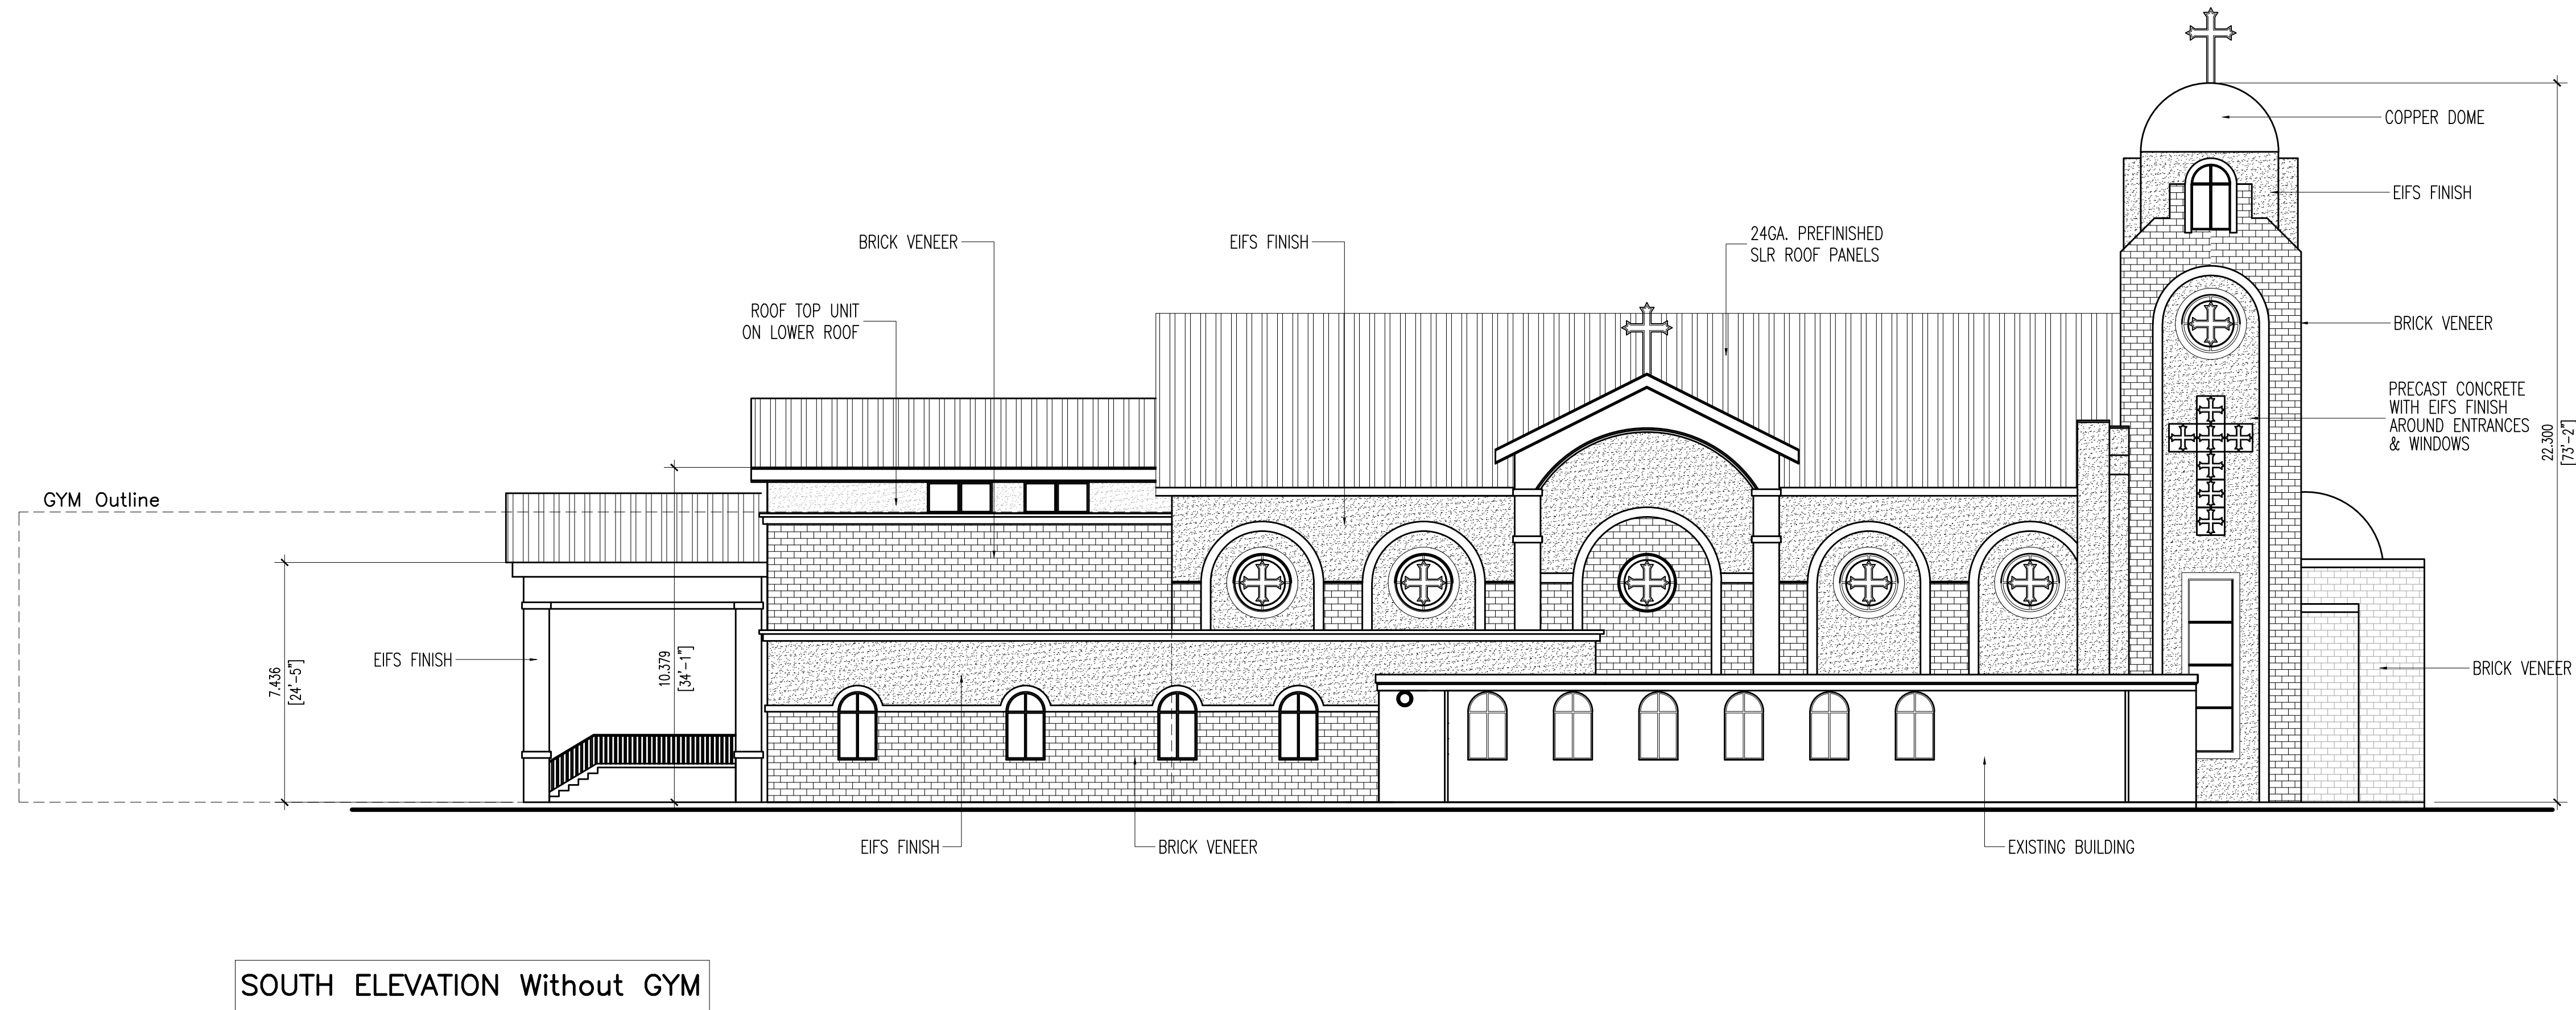 COPPER DOME
EIFS FINISH
BRICK VENEER
EIFS FINISH
24GA. PREFINISHED
SLR ROOF PANELS
ROOF TOP UNIT
ON LOWER ROOF
BRICK VENEER
PRECAST CONCRETE
WITH EIFS FINISH
AROUND ENTRANCES
& WINDOWS
22.300
[73'-2"]
GYM Outline
EIFS FINISH
7.436
[24'-5"]
10.379
[34'-1"]
BRICK VENEER
EIFS FINISH
BRICK VENEER
EXISTING BUILDING
SOUTH ELEVATION Without GYM